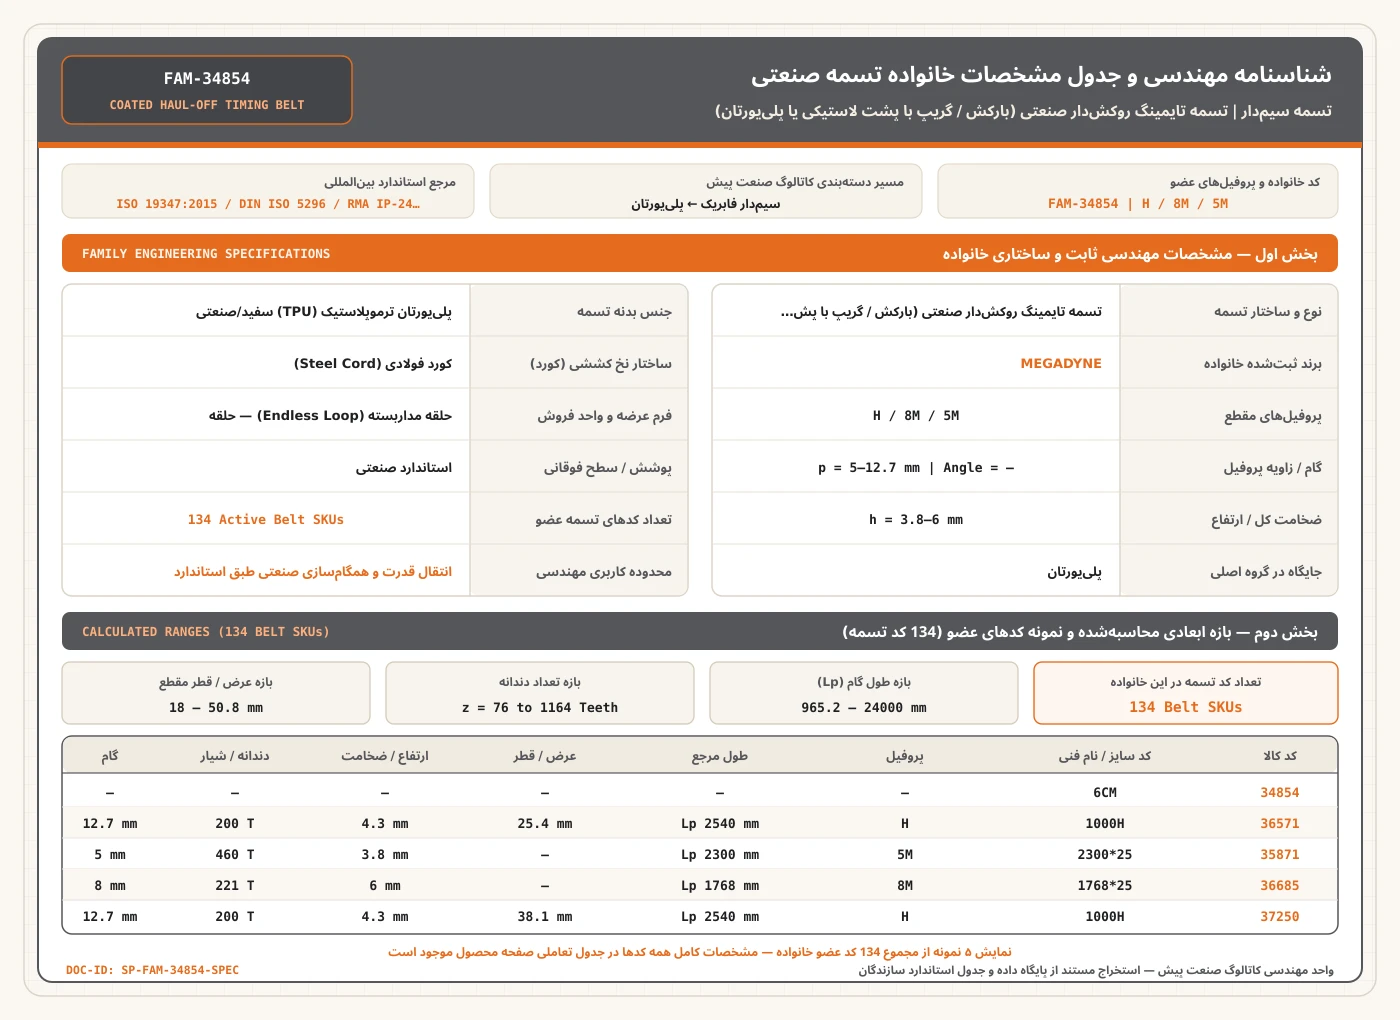 شناسنامه مهندسی و جدول مشخصات خانواده تسمه صنعتی
تسمه سیم‌دار | تسمه تایمینگ روکش‌دار صنعتی (بارکش / گریپ با پشت لاستیکی یا پلی‌یورتان)
FAM-34854
COATED HAUL-OFF TIMING BELT
کد خانواده و پروفیل‌های عضو
FAM-34854 | H / 8M / 5M
مسیر دسته‌بندی کاتالوگ صنعت پیش
سیم‌دار فابریک ← پلی‌یورتان
مرجع استاندارد بین‌المللی
ISO 19347:2015 / DIN ISO 5296 / RMA IP-24…
بخش اول — مشخصات مهندسی ثابت و ساختاری خانواده
FAMILY ENGINEERING SPECIFICATIONS
نوع و ساختار تسمه
تسمه تایمینگ روکش‌دار صنعتی (بارکش / گریپ با پش...
برند ثبت‌شده خانواده
MEGADYNE
پروفیل‌های مقطع
H / 8M / 5M
گام / زاویه پروفیل
p = 5–12.7 mm | Angle = —
ضخامت کل / ارتفاع
h = 3.8–6 mm
جایگاه در گروه اصلی
پلی‌یورتان
جنس بدنه تسمه
پلی‌یورتان ترموپلاستیک (TPU) سفید/صنعتی
ساختار نخ کششی (کورد)
کورد فولادی (Steel Cord)
فرم عرضه و واحد فروش
حلقه مداربسته (Endless Loop) — حلقه
پوشش / سطح فوقانی
استاندارد صنعتی
تعداد کدهای تسمه عضو
134 Active Belt SKUs
محدوده کاربری مهندسی
انتقال قدرت و همگام‌سازی صنعتی طبق استاندارد
بخش دوم — بازه ابعادی محاسبه‌شده و نمونه کدهای عضو (134 کد تسمه)
CALCULATED RANGES (134 BELT SKUs)
تعداد کد تسمه در این خانواده
134 Belt SKUs
بازه طول گام (Lp)
965.2 – 24000 mm
بازه تعداد دندانه
z = 76 to 1164 Teeth
بازه عرض / قطر مقطع
18 – 50.8 mm
کد کالا	کد سایز / نام فنی	پروفیل	طول مرجع	عرض / قطر	ارتفاع / ضخامت	دندانه / شیار	گام
34854	6CM	—	—	—	—	—	—
36571	1000H	H	Lp 2540 mm	25.4 mm	4.3 mm	200 T	12.7 mm
35871	2300*25	5M	Lp 2300 mm	—	3.8 mm	460 T	5 mm
36685	1768*25	8M	Lp 1768 mm	—	6 mm	221 T	8 mm
37250	1000H	H	Lp 2540 mm	38.1 mm	4.3 mm	200 T	12.7 mm
نمایش ۵ نمونه از مجموع 134 کد عضو خانواده — مشخصات کامل همه کدها در جدول تعاملی صفحه محصول موجود است
واحد مهندسی کاتالوگ صنعت پیش — استخراج مستند از پایگاه داده و جدول استاندارد سازندگان
DOC-ID: SP-FAM-34854-SPEC